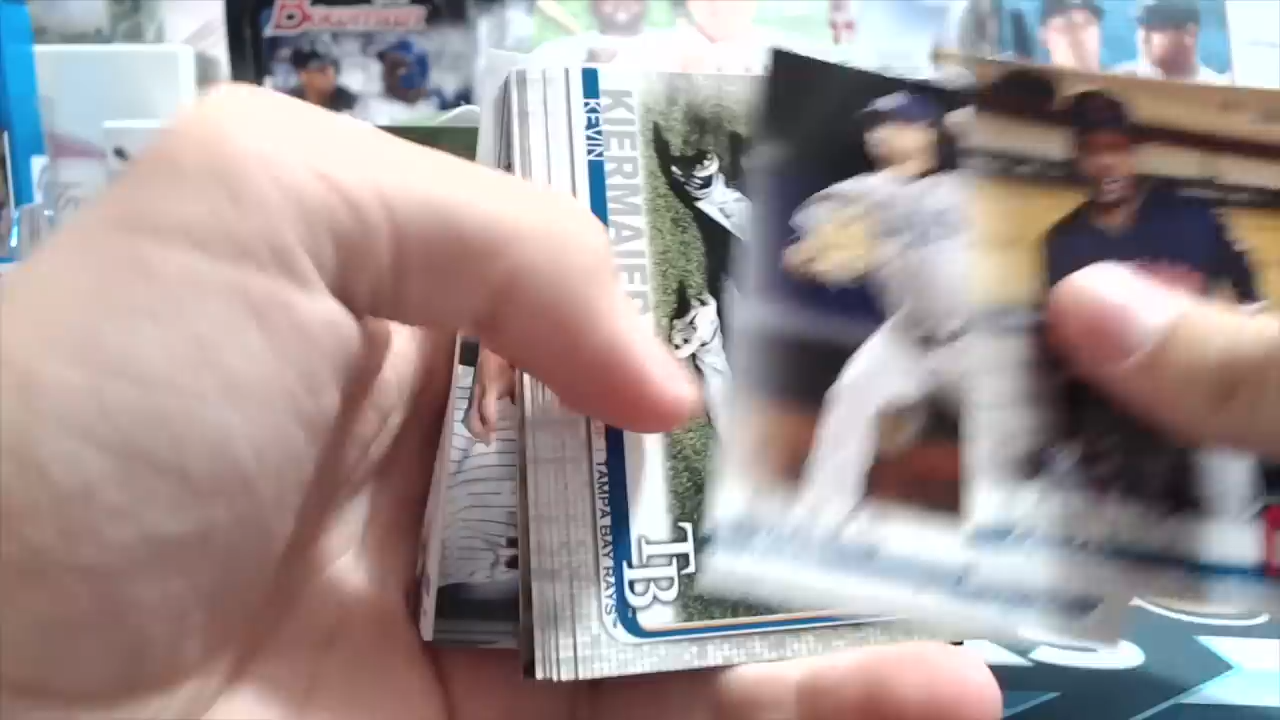 Bowman
KEVIN
KIERMAIER
TAMPA BAY RAYS
TB